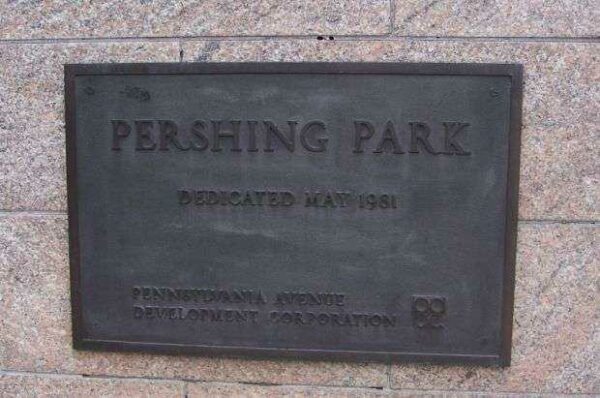 PERSHING PARK
DEDICATED MAY 1981
PENNSYLVANIA AVENUE
DEVELOPMENT CORPORATION